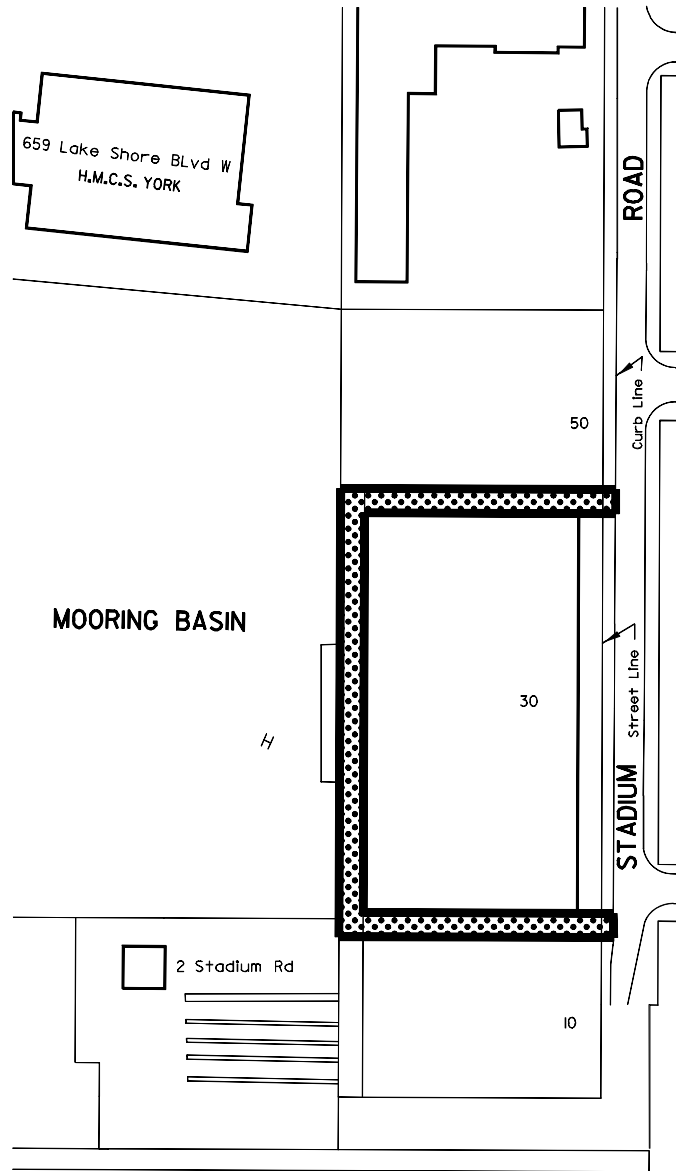 659 Lake Shore BLvd W
H.M.C.S. YORK
ROAD
Curb Line
50
MOORING BASIN
30
Street Line
H
STADIUM
2 Stadium Rd
10